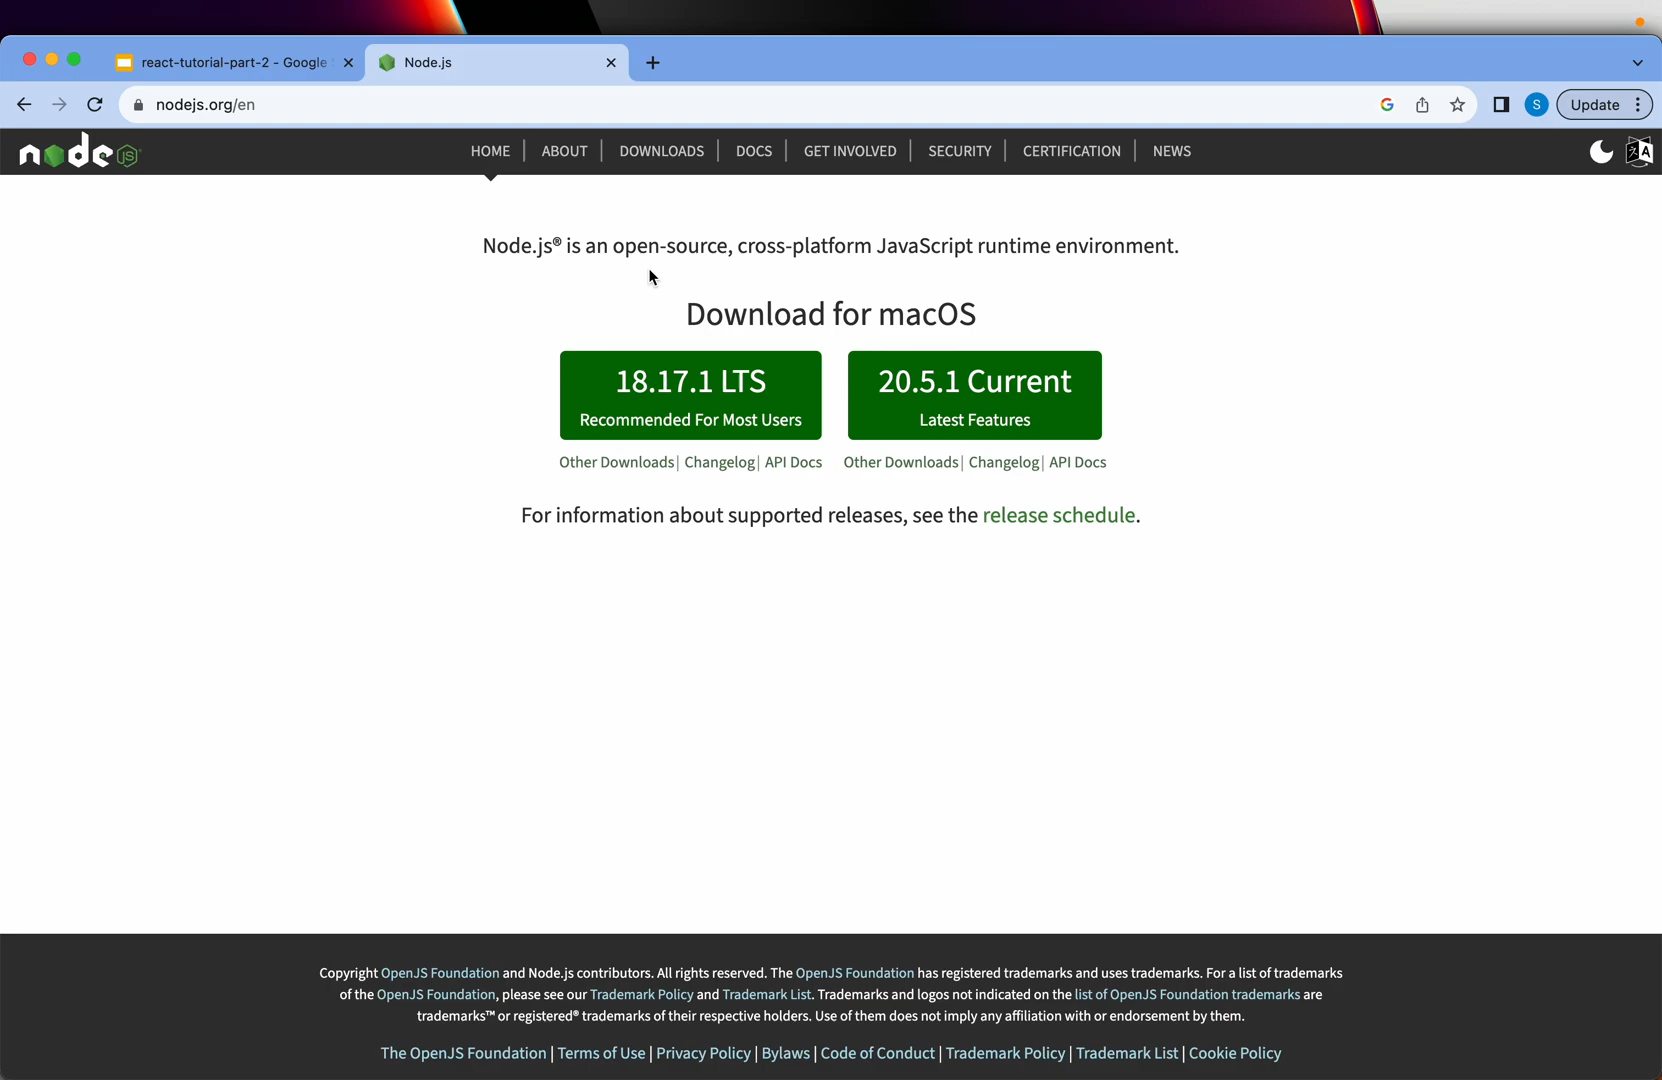 react-tutorial-part-2 - Google
Node.js
nodejs.org/en
S
Update
node JS
HOME
ABOUT
DOWNLOADS
DOCS
GET INVOLVED
SECURITY
CERTIFICATION
NEWS
Node.js® is an open-source, cross-platform JavaScript runtime environment.
Download for macOS
18.17.1 LTS
Recommended For Most Users
20.5.1 Current
Latest Features
Other Downloads| Changelog| API Docs
Other Downloads| Changelog| API Docs
For information about supported releases, see the release schedule.
Copyright OpenJS Foundation and Node.js contributors. All rights reserved. The OpenJS Foundation has registered trademarks and uses trademarks. For a list of trademarks
of the OpenJS Foundation, please see our Trademark Policy and Trademark List. Trademarks and logos not indicated on the list of OpenJS Foundation trademarks are
trademarks™ or registered® trademarks of their respective holders. Use of them does not imply any affiliation with or endorsement by them.
The OpenJS Foundation | Terms of Use | Privacy Policy | Bylaws | Code of Conduct | Trademark Policy | Trademark List | Cookie Policy